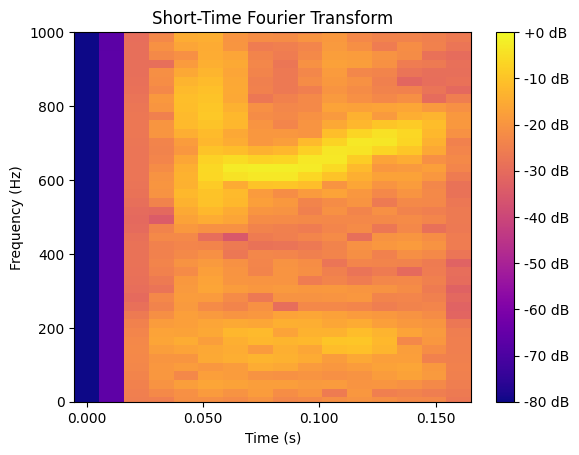 Short-Time Fourier Transform
1000
800
600
400
200
0
Frequency (Hz)
0.000
0.050
0.100
0.150
Time (s)
+0 dB
-10 dB
-20 dB
-30 dB
-40 dB
-50 dB
-60 dB
-70 dB
-80 dB